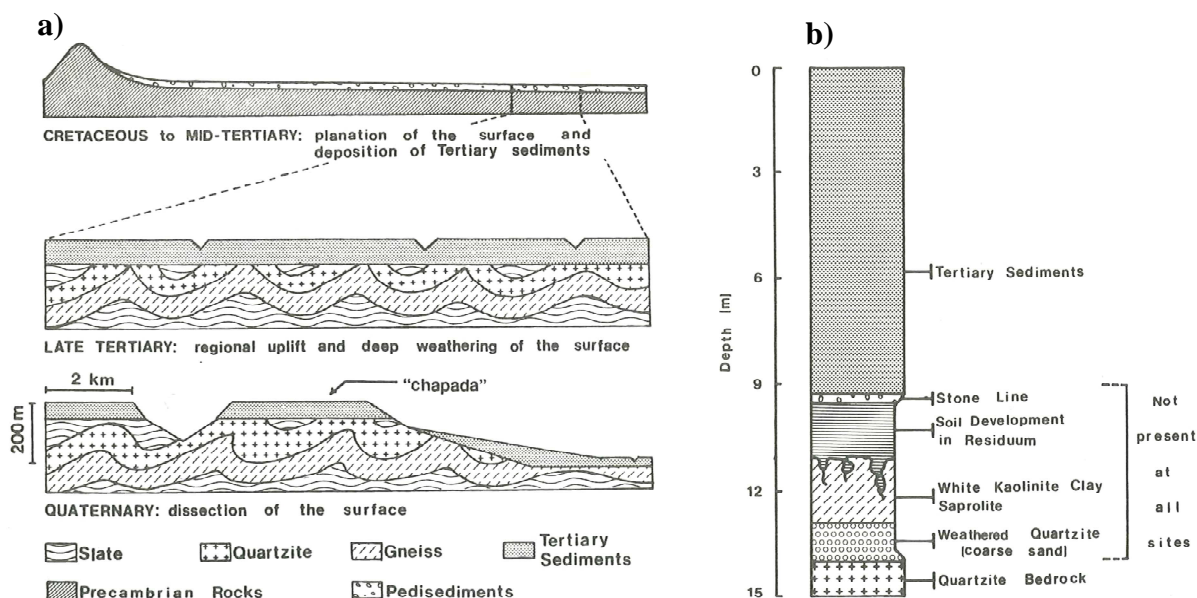 a)
CRETACEOUS to MID-TERTIARY: planation of the surface and
deposition of Tertiary sediments
LATE TERTIARY: regional uplift and deep weathering of the surface
2 km
"chapada"
200m
QUATERNARY: dissection of the surface
Slate
Quartzite
Gneiss
Tertiary
Sediments
Precambrian Rocks
Pedisediments
b)
0
3
6
9
12
15
Depth [m]
Tertiary Sediments
Stone Line
Soil Development
in Residuum
White Kaolinite Clay
Saprolite
Weathered Quartzite
[coarse sand]
Quartzite Bedrock
Not
present
at
all
sites